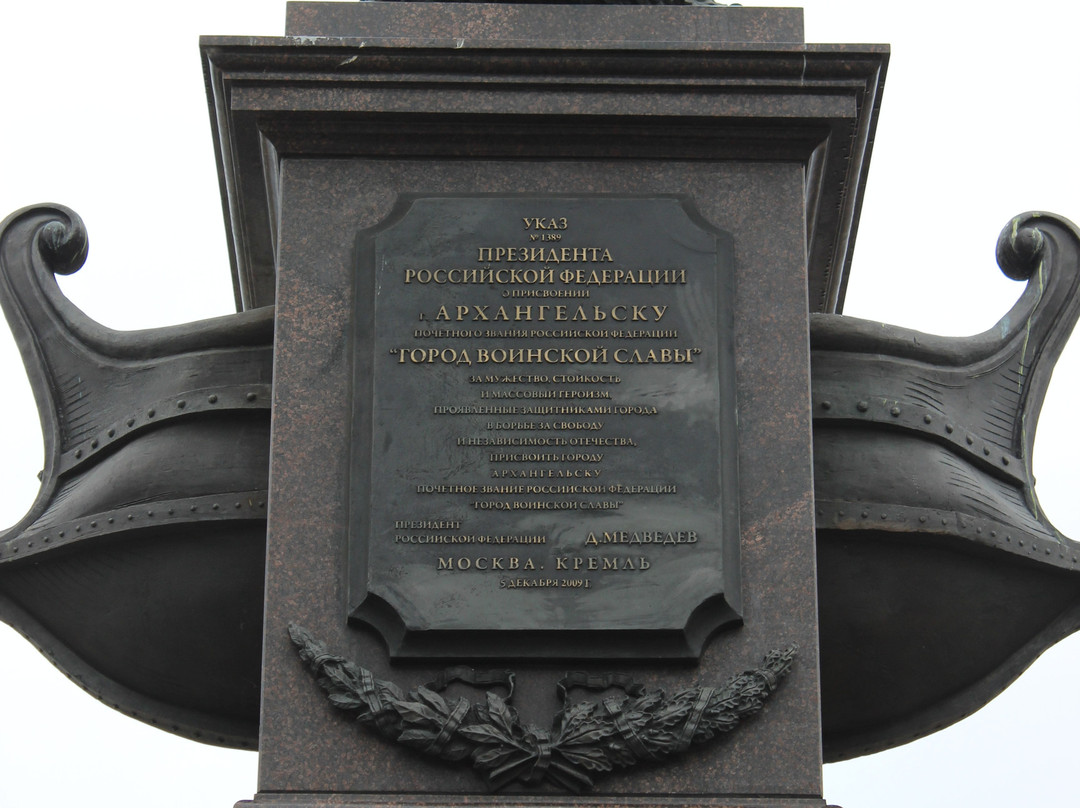 УКАЗ
№ 1389
ПРЕЗИДЕНТА
РОССИЙСКОЙ ФЕДЕРАЦИИ
О ПРИСВОЕНИИ
г. АРХАНГЕЛЬСКУ
ПОЧЕТНОГО ЗВАНИЯ РОССИЙСКОЙ ФЕДЕРАЦИИ
"ГОРОД ВОИНСКОЙ СЛАВЫ"
ЗА МУЖЕСТВО, СТОЙКОСТЬ
И МАССОВЫЙ ГЕРОИЗМ,
ПРОЯВЛЕННЫЕ ЗАЩИТНИКАМИ ГОРОДА
В БОРЬБЕ ЗА СВОБОДУ
И НЕЗАВИСИМОСТЬ ОТЕЧЕСТВА,
ПРИСВОИТЬ ГОРОДУ
АРХАНГЕЛЬСКУ
ПОЧЕТНОЕ ЗВАНИЕ РОССИЙСКОЙ ФЕДЕРАЦИИ
"ГОРОД ВОИНСКОЙ СЛАВЫ"
ПРЕЗИДЕНТ
РОССИЙСКОЙ ФЕДЕРАЦИИ Д.МЕДВЕДЕВ
МОСКВА. КРЕМЛЬ
5 ДЕКАБРЯ 2009 Г.